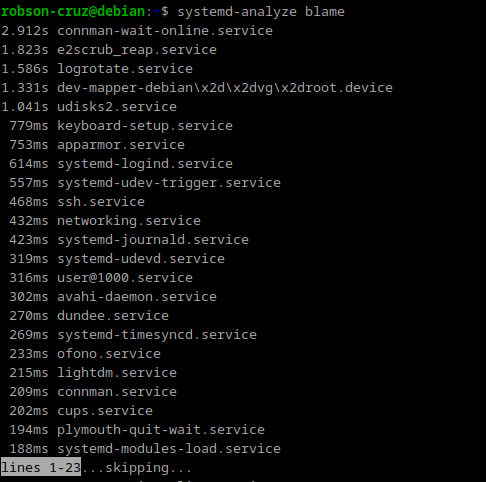 robson-cruz@debian:~$ systemd-analyze blame
2.912s connman-wait-online.service
1.823s e2scrub_reap.service
1.586s logrotate.service
1.331s dev-mapper-debian\x2d\x2dvg\x2droot.device
1.041s udisks2.service
779ms keyboard-setup.service
753ms apparmor.service
614ms systemd-logind.service
557ms systemd-udev-trigger.service
468ms ssh.service
432ms networking.service
423ms systemd-journald.service
319ms systemd-udevd.service
316ms user@1000.service
302ms avahi-daemon.service
270ms dundee.service
269ms systemd-timesyncd.service
233ms ofono.service
215ms lightdm.service
209ms connman.service
202ms cups.service
194ms plymouth-quit-wait.service
188ms systemd-modules-load.service
lines 1-23...skipping...